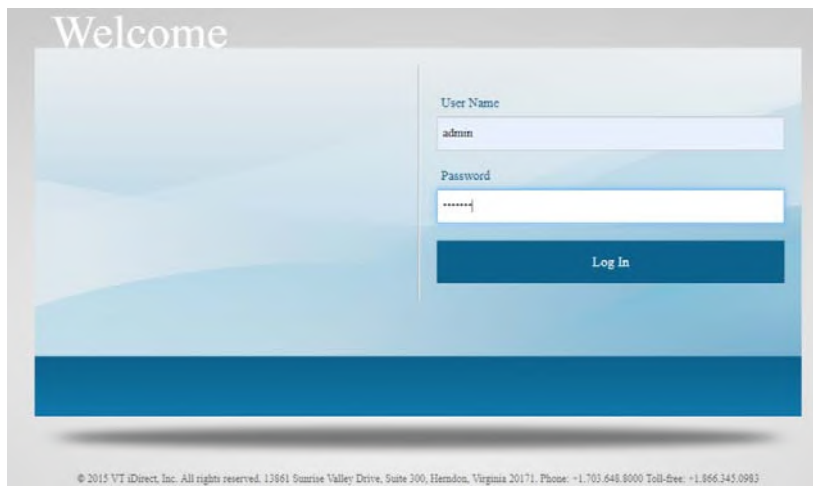 Welcome
User Name
admin
Password
•••••••
Log In
© 2015 VT iDirect, Inc. All rights reserved. 13861 Sunrise Valley Drive, Suite 300, Herndon, Virginia 20171. Phone: +1.703.648.8000 Toll-free: +1.866.345.0983